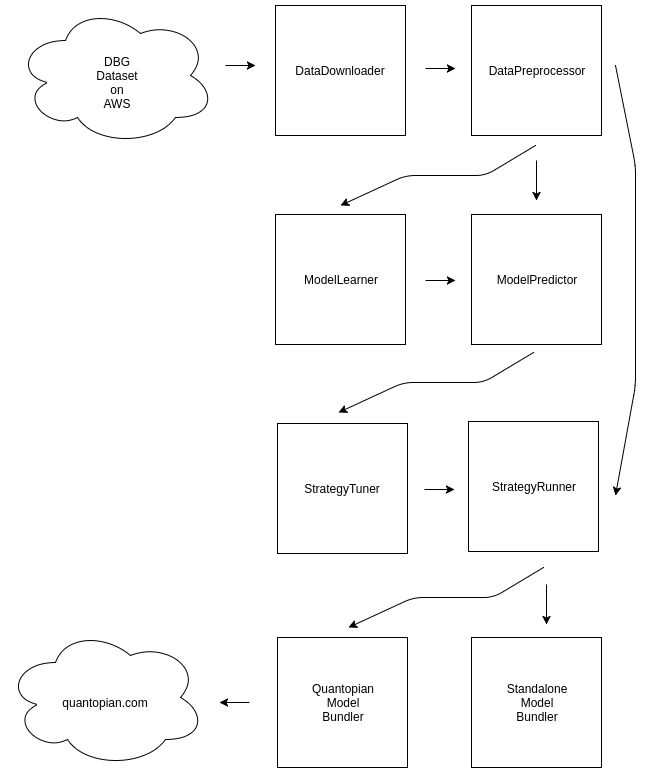 DBG
Dataset
on
AWS
DataDownloader
DataPreprocessor
ModelLearner
ModelPredictor
StrategyTuner
StrategyRunner
quantopian.com
Quantopian
Model
Bundler
Standalone
Model
Bundler